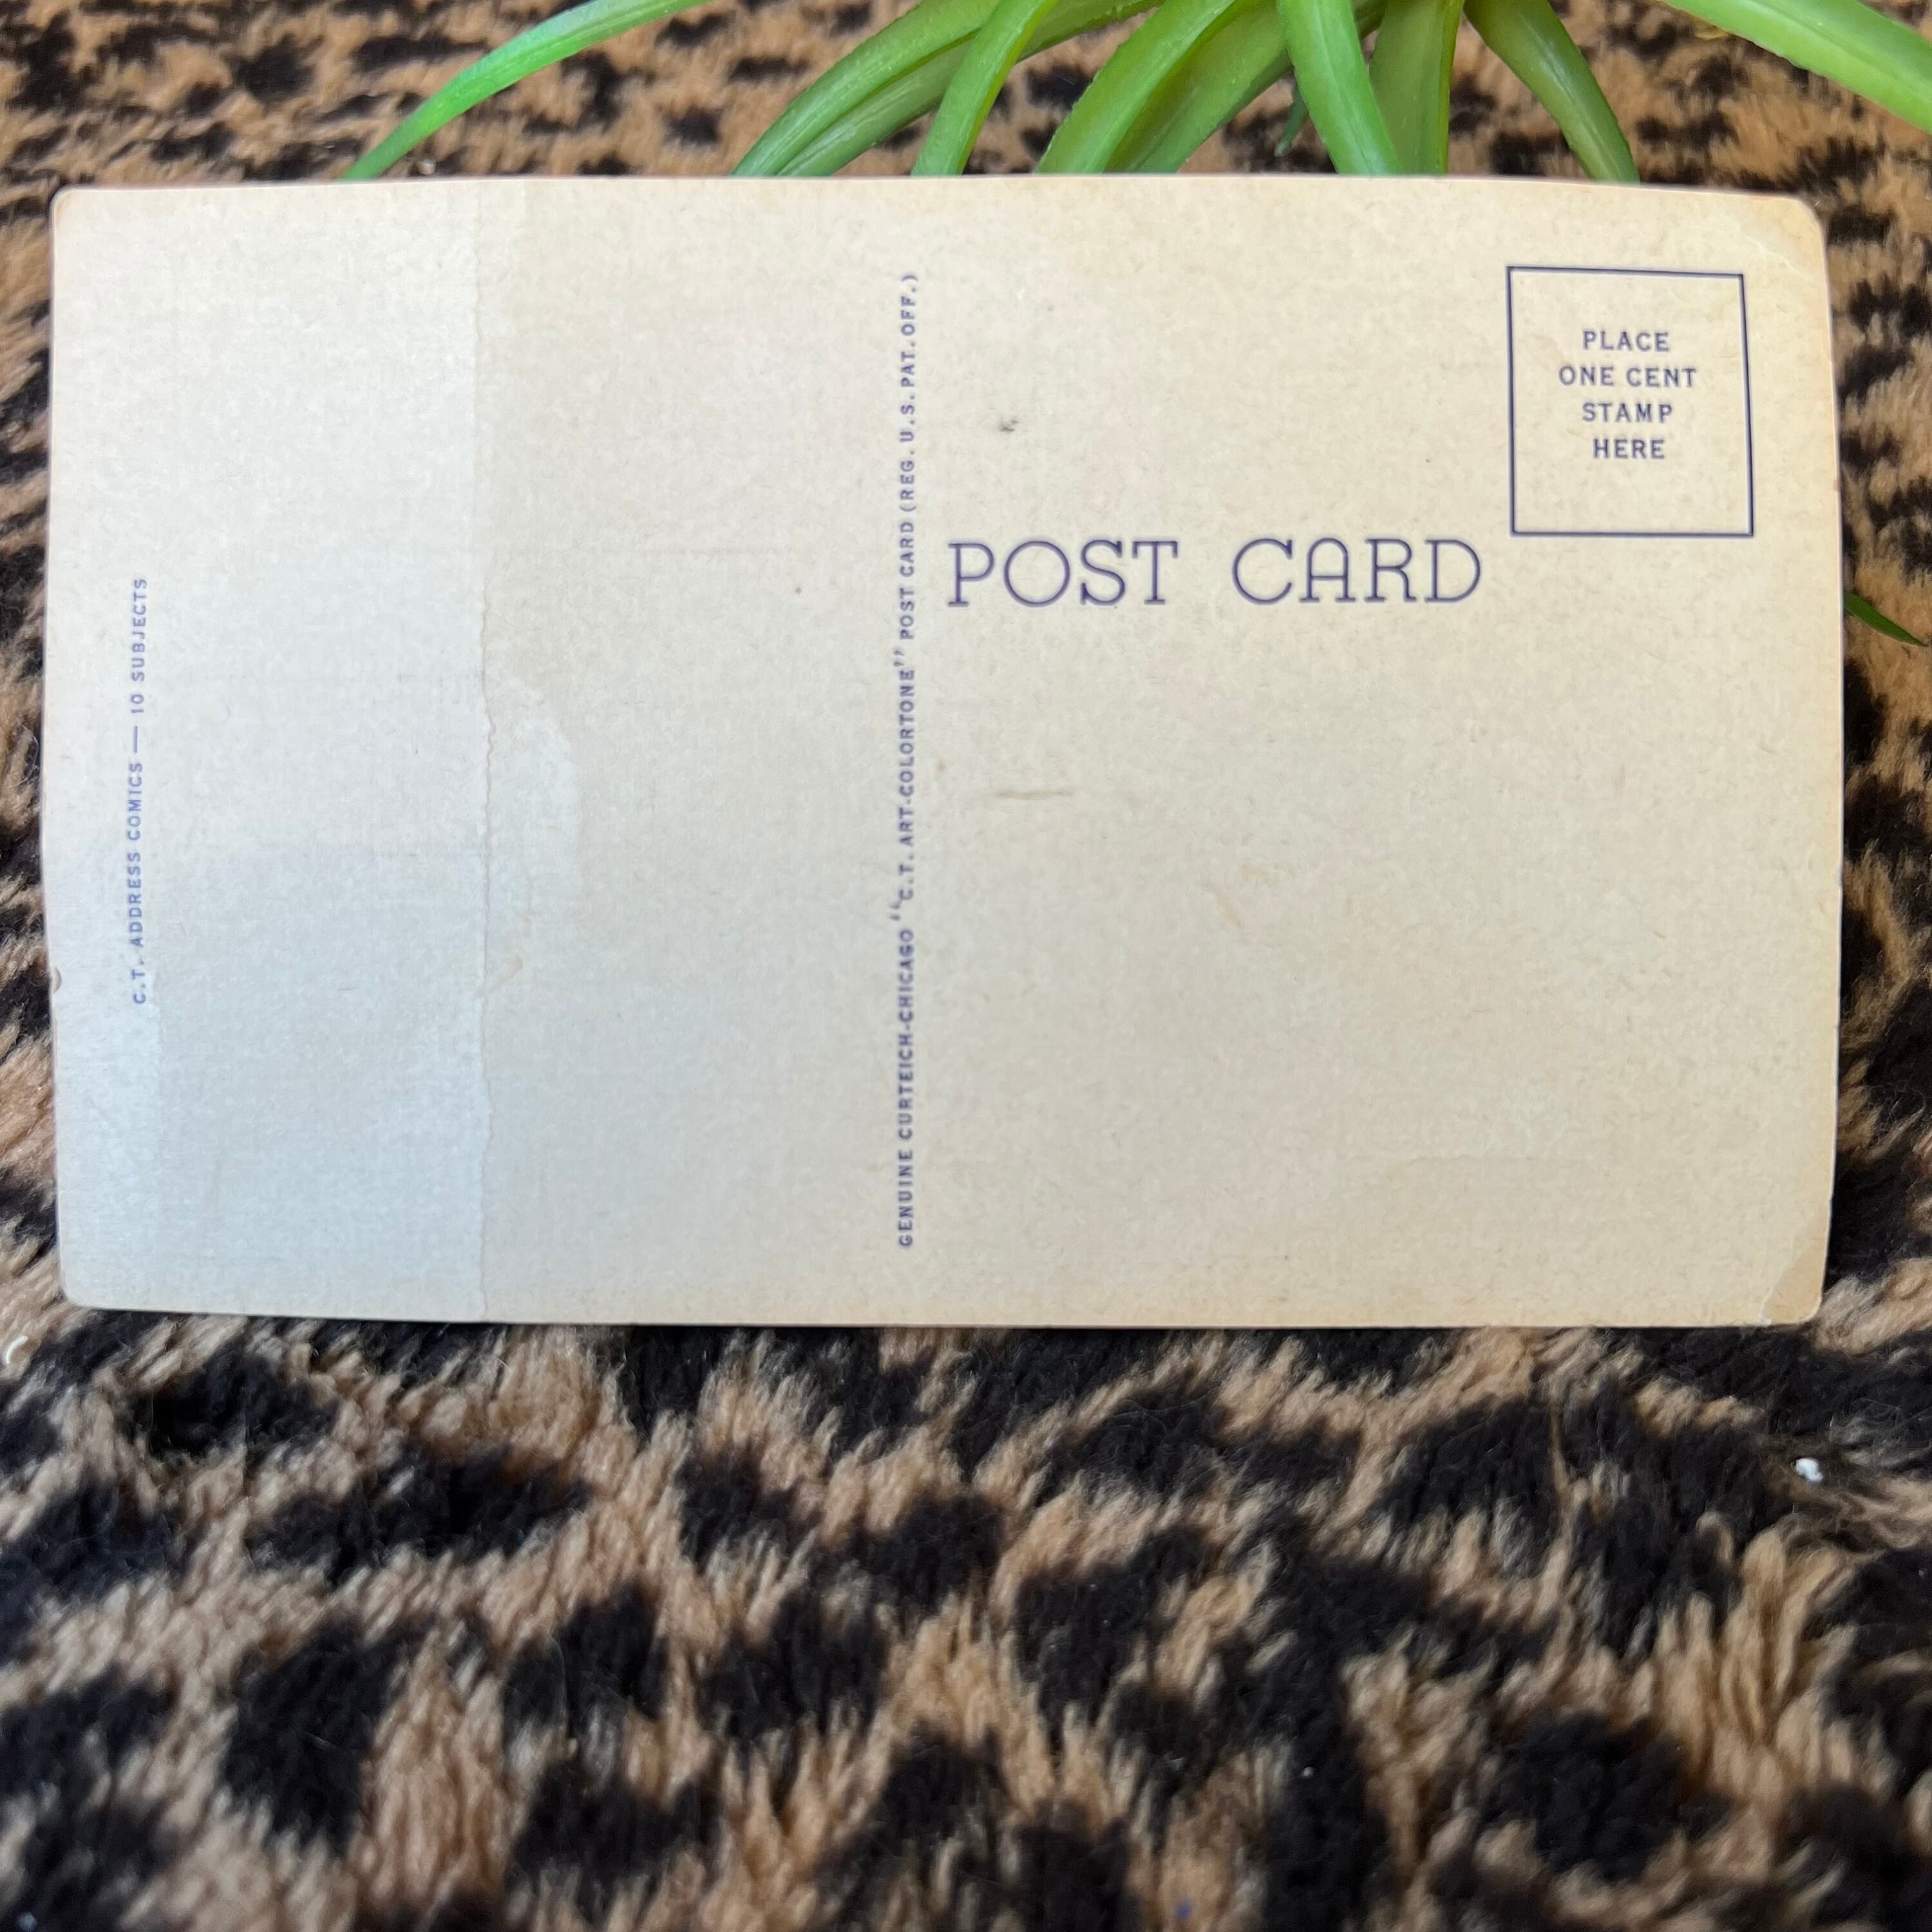 C.T. ADDRESS COMICS — 10 SUBJECTS
GENUINE CURTEICH-CHICAGO "C.T. ART-COLORTONE" POST CARD (REG. U.S. PAT. OFF.)
POST CARD
PLACE
ONE CENT
STAMP
HERE